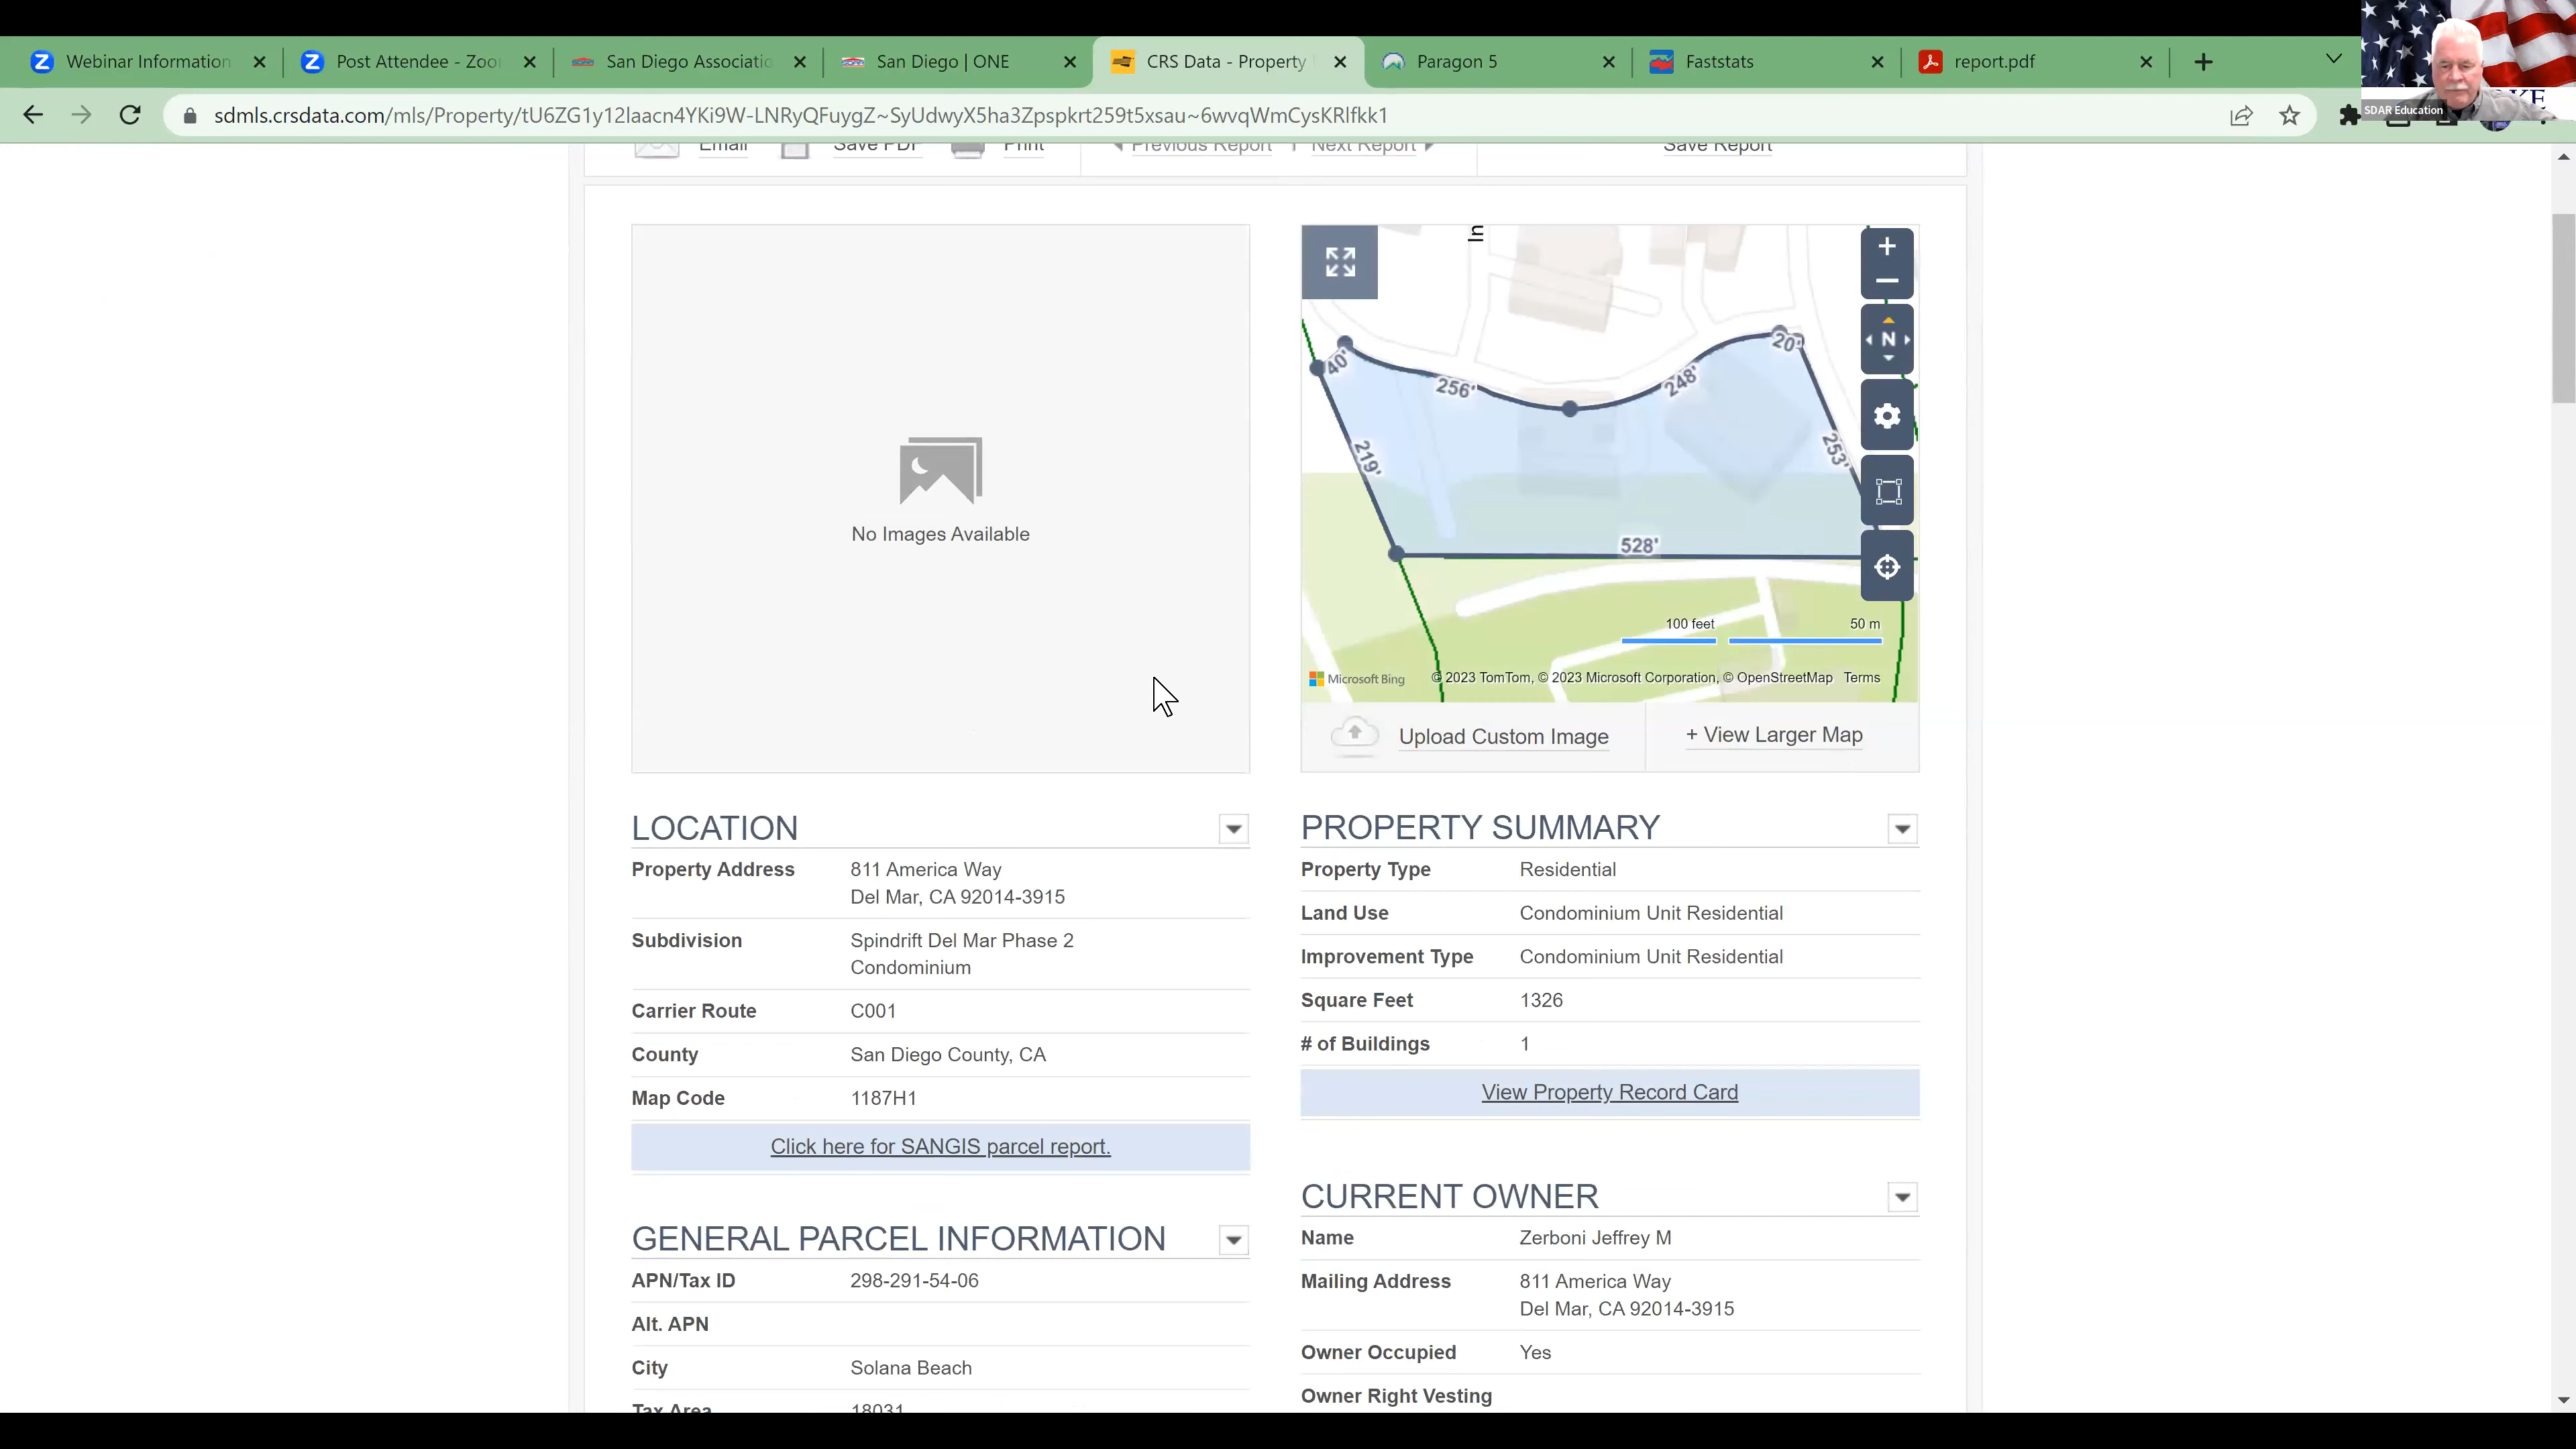 Webinar Information
Post Attendee - Zoo
San Diego Associatio
San Diego | ONE
CRS Data - Property
Paragon 5
Faststats
report.pdf
SDAR Education
sdmls.crsdata.com/mls/Property/tU6ZG1y12laacn4YKi9W-LNRyQFuygZ~SyUdwyX5ha3Zpspkrt259t5xsau~6wvqWmCysKRlfkk1
Email
Save PDF
Print
Previous Report
Next Report
Save Report
No Images Available
In
N
40'
256'
248'
20'
219'
253'
528'
100 feet
50 m
Microsoft Bing
© 2023 TomTom, © 2023 Microsoft Corporation, © OpenStreetMap Terms
Upload Custom Image
+ View Larger Map
LOCATION
Property Address 811 America Way
Del Mar, CA 92014-3915
Subdivision Spindrift Del Mar Phase 2
Condominium
Carrier Route C001
County San Diego County, CA
Map Code 1187H1
Click here for SANGIS parcel report.
GENERAL PARCEL INFORMATION
APN/Tax ID 298-291-54-06
Alt. APN
City Solana Beach
Tax Area 18031
PROPERTY SUMMARY
Property Type Residential
Land Use Condominium Unit Residential
Improvement Type Condominium Unit Residential
Square Feet 1326
# of Buildings 1
View Property Record Card
CURRENT OWNER
Name Zerboni Jeffrey M
Mailing Address 811 America Way
Del Mar, CA 92014-3915
Owner Occupied Yes
Owner Right Vesting